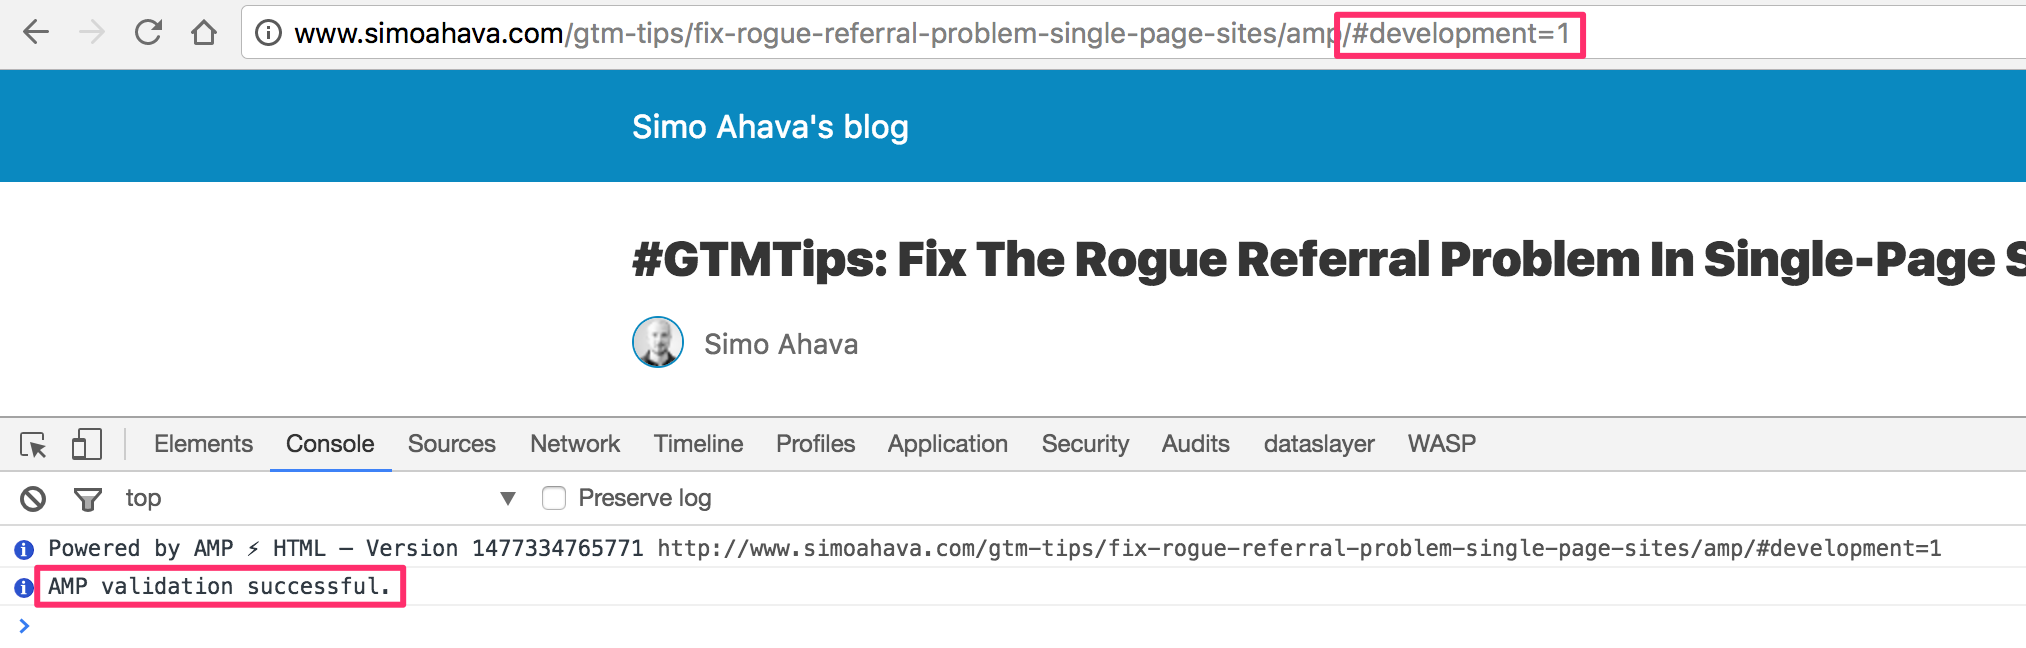 www.simoahava.com/gtm-tips/fix-rogue-referral-problem-single-page-sites/amp/#development=1
Simo Ahava's blog
#GTMTips: Fix The Rogue Referral Problem In Single-Page S
Simo Ahava
Elements Console Sources Network Timeline Profiles Application Security Audits dataslayer WASP
top Preserve log
Powered by AMP ⚡ HTML – Version 1477334765771 http://www.simoahava.com/gtm-tips/fix-rogue-referral-problem-single-page-sites/amp/#development=1
AMP validation successful.